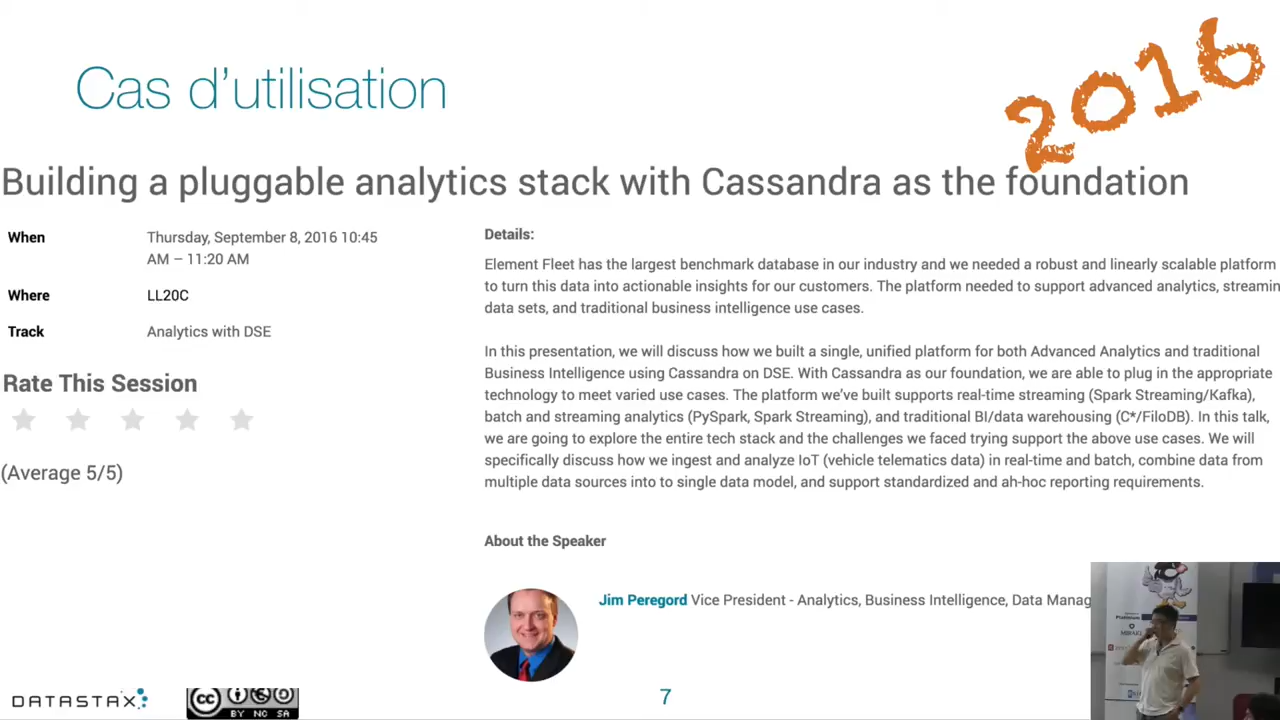 Cas d'utilisation
2016
Building a pluggable analytics stack with Cassandra as the foundation
When
Thursday, September 8, 2016 10:45
AM – 11:20 AM
Where
LL20C
Track
Analytics with DSE
Rate This Session
(Average 5/5)
Details:
Element Fleet has the largest benchmark database in our industry and we needed a robust and linearly scalable platform
to turn this data into actionable insights for our customers. The platform needed to support advanced analytics, streamin
data sets, and traditional business intelligence use cases.
In this presentation, we will discuss how we built a single, unified platform for both Advanced Analytics and traditional
Business Intelligence using Cassandra on DSE. With Cassandra as our foundation, we are able to plug in the appropriate
technology to meet varied use cases. The platform we've built supports real-time streaming (Spark Streaming/Kafka),
batch and streaming analytics (PySpark, Spark Streaming), and traditional BI/data warehousing (C*/FiloDB). In this talk,
we are going to explore the entire tech stack and the challenges we faced trying support the above use cases. We will
specifically discuss how we ingest and analyze IoT (vehicle telematics data) in real-time and batch, combine data from
multiple data sources into to single data model, and support standardized and ah-hoc reporting requirements.
About the Speaker
Jim Peregord Vice President - Analytics, Business Intelligence, Data Manag
DATASTAX
cc
BY NC SA
7